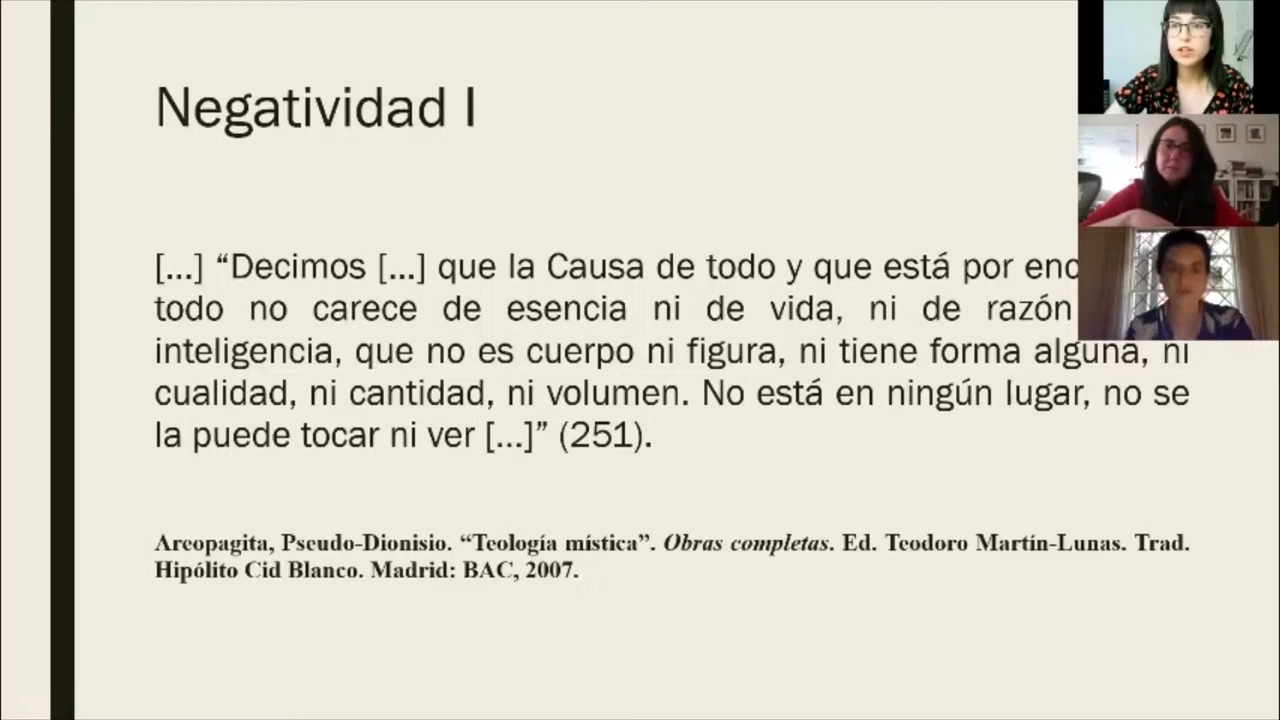 Negatividad I
[...] “Decimos [...] que la Causa de todo y que está por
todo no carece de esencia ni de vida, ni de razón
inteligencia, que no es cuerpo ni figura, ni tiene forma alguna, ni
cualidad, ni cantidad, ni volumen. No está en ningún lugar, no se
la puede tocar ni ver [...]” (251).
Areopagita, Pseudo-Dionisio. “Teología mística”. Obras completas. Ed. Teodoro Martín-Lunas. Trad.
Hipólito Cid Blanco. Madrid: BAC, 2007.